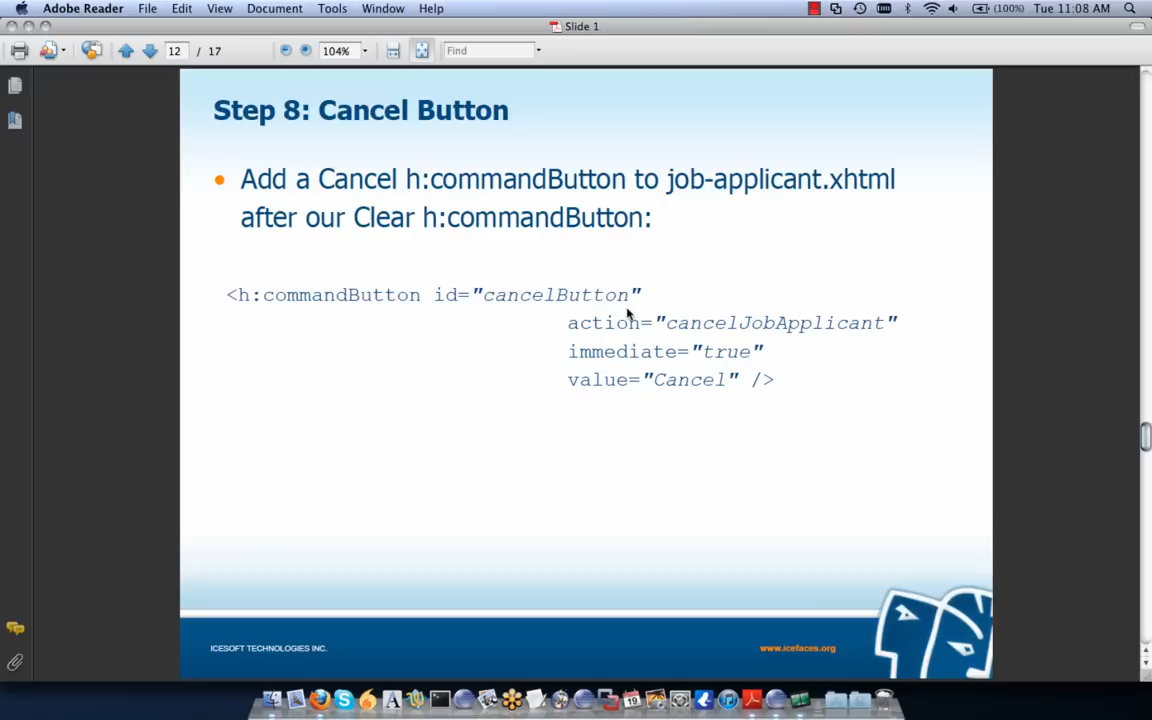 Adobe Reader File Edit View Document Tools Window Help (100%) Tue 11:08 AM
Slide 1
12 / 17 104% Find
Step 8: Cancel Button
Add a Cancel h:commandButton to job-applicant.xhtml
after our Clear h:commandButton:
<h:commandButton id="cancelButton"
action="cancelJobApplicant"
immediate="true"
value="Cancel" />
ICESOFT TECHNOLOGIES INC. www.icefaces.org